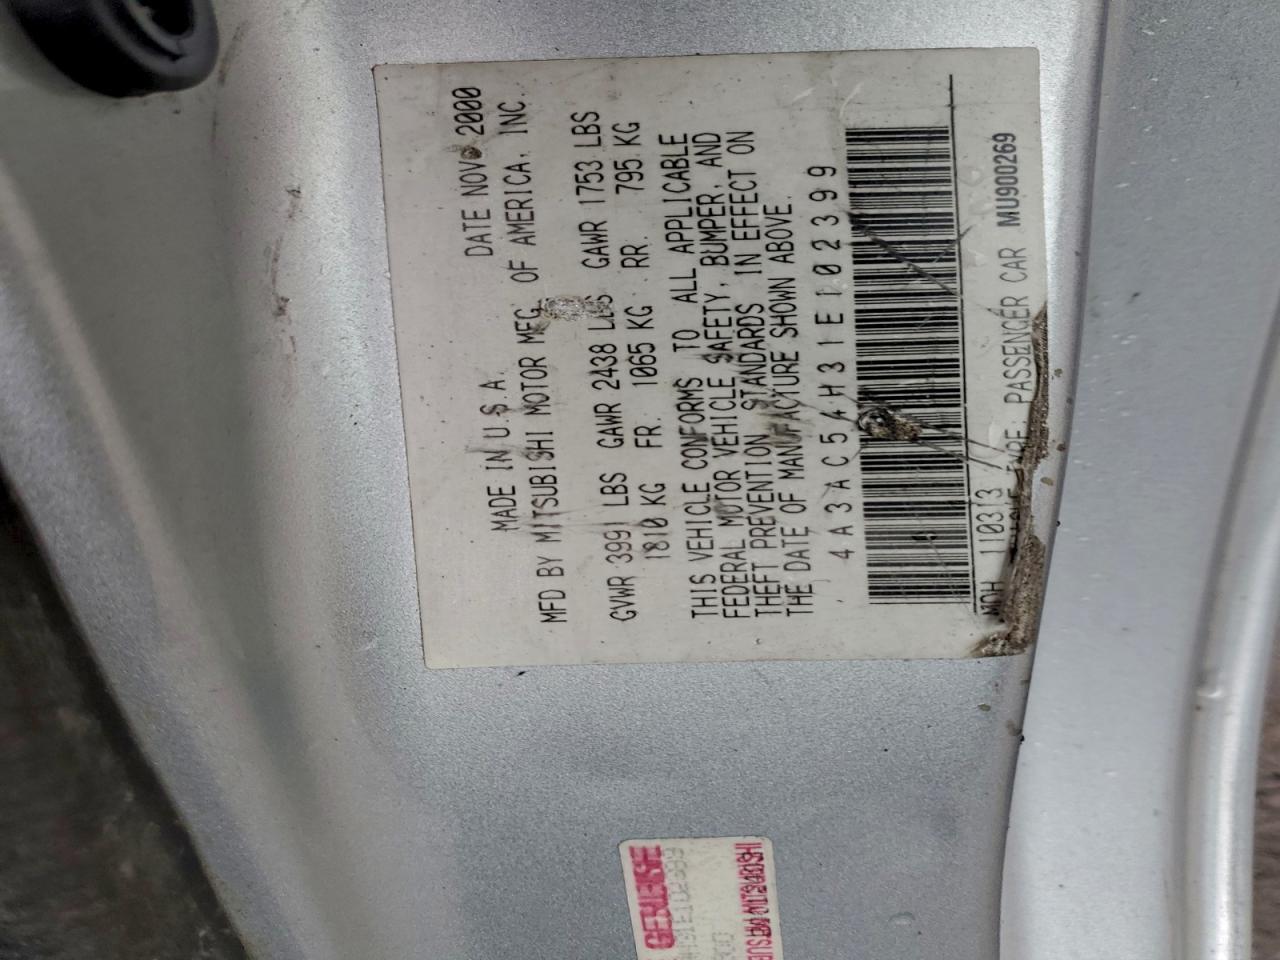 MADE IN U.S.A. DATE NOV 2000
MFD BY MITSUBISHI MOTOR MFG. OF AMERICA, INC.
GVWR 3991 LBS GAWR 2438 LBS GAWR 1753 LBS
1810 KG FR. 1065 KG RR. 795 KG
THIS VEHICLE CONFORMS TO ALL APPLICABLE
FEDERAL MOTOR VEHICLE SAFETY, BUMPER, AND
THEFT PREVENTION STANDARDS IN EFFECT ON
THE DATE OF MANUFACTURE SHOWN ABOVE.
4A3AC54H31E102399
MDH 110313 TYPE: PASSENGER CAR MU900269